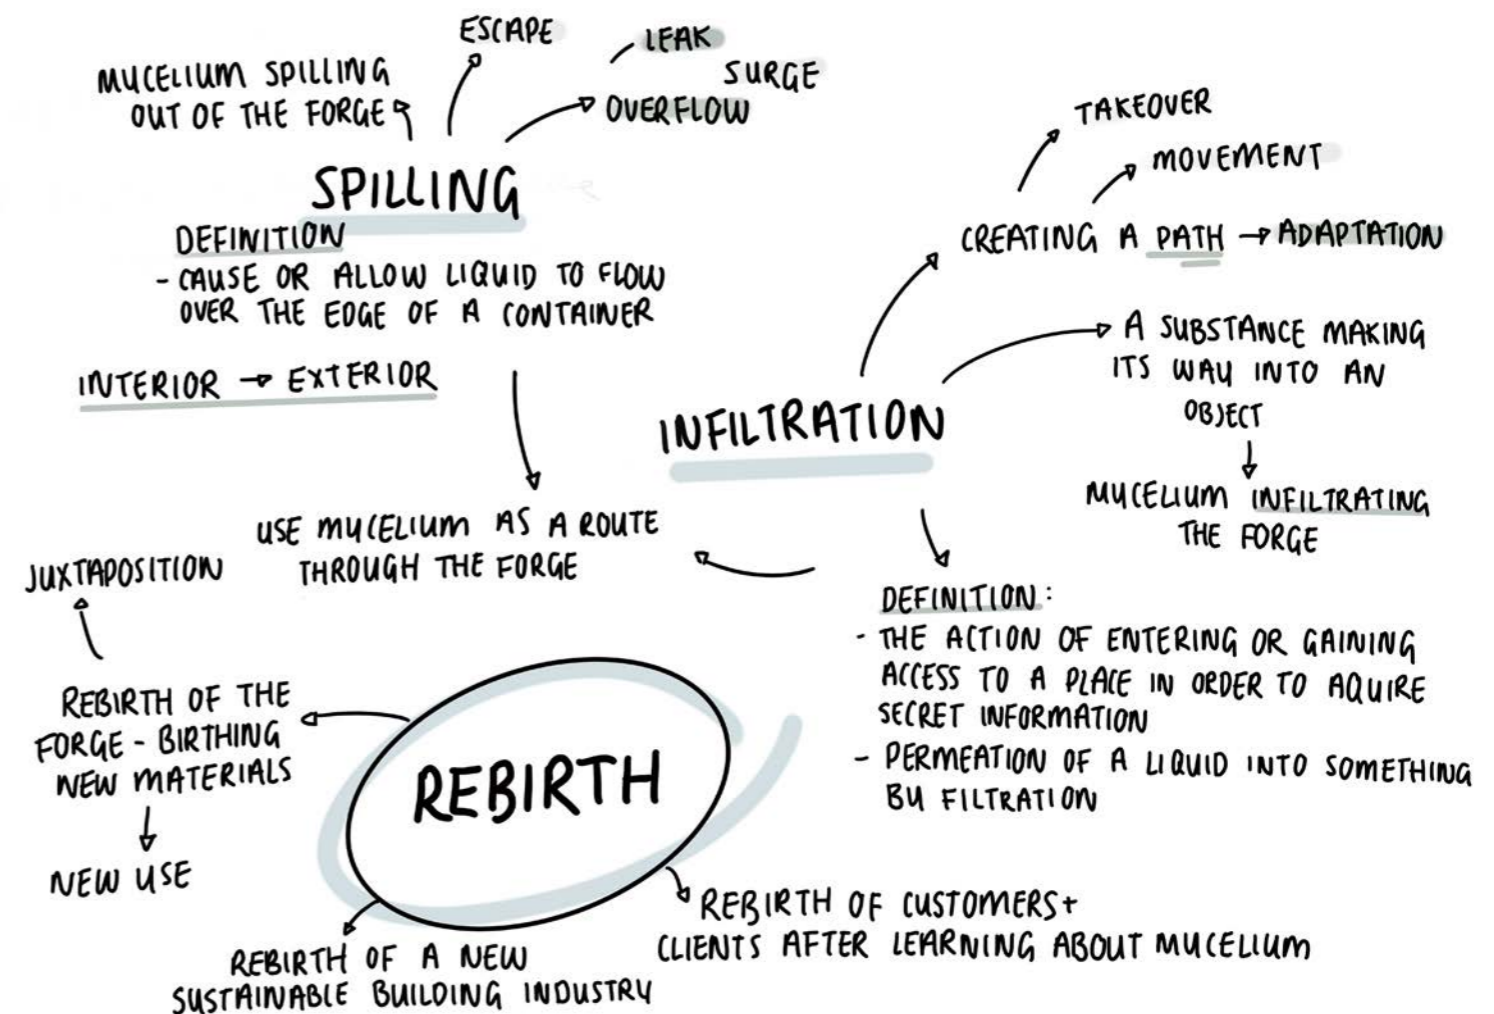 ESCAPE
LEAK
SURGE
OVERFLOW
MUCELIUM SPILLING
OUT OF THE FORGE
SPILLING
DEFINITION
- CAUSE OR ALLOW LIQUID TO FLOW
OVER THE EDGE OF A CONTAINER
INTERIOR → EXTERIOR
TAKEOVER
MOVEMENT
CREATING A PATH → ADAPTATION
A SUBSTANCE MAKING
ITS WAY INTO AN
OBJECT
MUCELIUM INFILTRATING
THE FORGE
INFILTRATION
DEFINITION:
- THE ACTION OF ENTERING OR GAINING
ACCESS TO A PLACE IN ORDER TO AQUIRE
SECRET INFORMATION
- PERMEATION OF A LIQUID INTO SOMETHING
BY FILTRATION
USE MUCELIUM AS A ROUTE
THROUGH THE FORGE
JUXTAPOSITION
REBIRTH OF THE
FORGE - BIRTHING
NEW MATERIALS
NEW USE
REBIRTH
REBIRTH OF CUSTOMERS+
CLIENTS AFTER LEARNING ABOUT MUCELIUM
REBIRTH OF A NEW
SUSTAINABLE BUILDING INDUSTRY